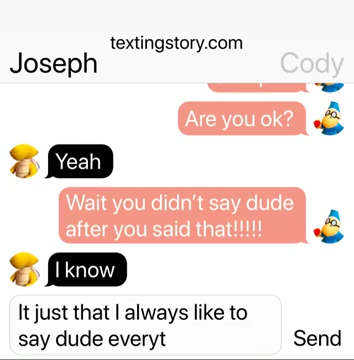 textingstory.com
Joseph
Cody
Are you ok?
Yeah
Wait you didn't say dude
after you said that!!!!!
I know
It just that I always like to
say dude everyt
Send